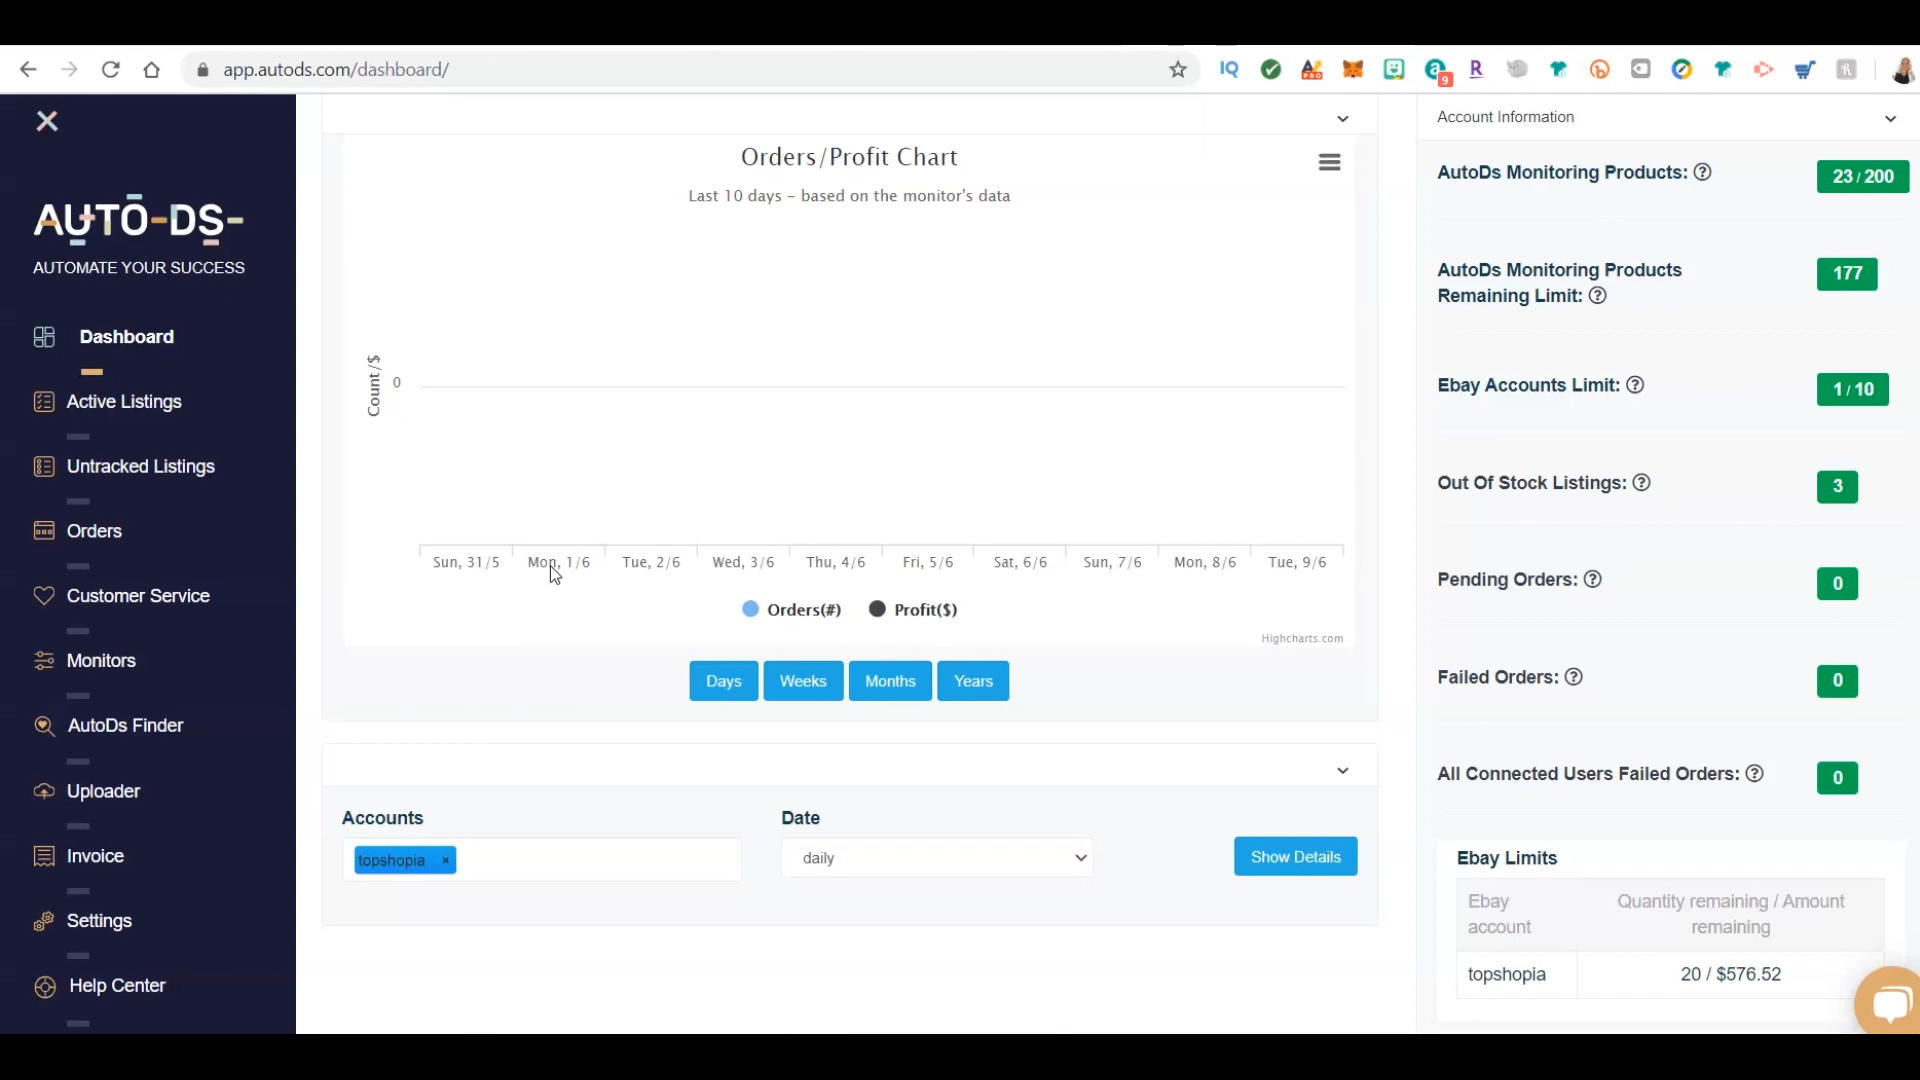 app.autods.com/dashboard/
IQ
PRO
9
R
AUTO-DS-
AUTOMATE YOUR SUCCESS
Dashboard
Active Listings
Untracked Listings
Orders
Customer Service
Monitors
AutoDs Finder
Uploader
Invoice
Settings
Help Center
Orders/Profit Chart
Last 10 days – based on the monitor's data
Count/$
0
Sun, 31/5 Mon, 1/6 Tue, 2/6 Wed, 3/6 Thu, 4/6 Fri, 5/6 Sat, 6/6 Sun, 7/6 Mon, 8/6 Tue, 9/6
Orders(#) Profit($)
Highcharts.com
Days Weeks Months Years
Accounts
topshopia ×
Date
daily
Show Details
Account Information
AutoDs Monitoring Products: ? 23 / 200
AutoDs Monitoring Products
Remaining Limit: ? 177
Ebay Accounts Limit: ? 1 / 10
Out Of Stock Listings: ? 3
Pending Orders: ? 0
Failed Orders: ? 0
All Connected Users Failed Orders: ? 0
Ebay Limits
Ebay
account
Quantity remaining / Amount
remaining
topshopia 20 / $576.52